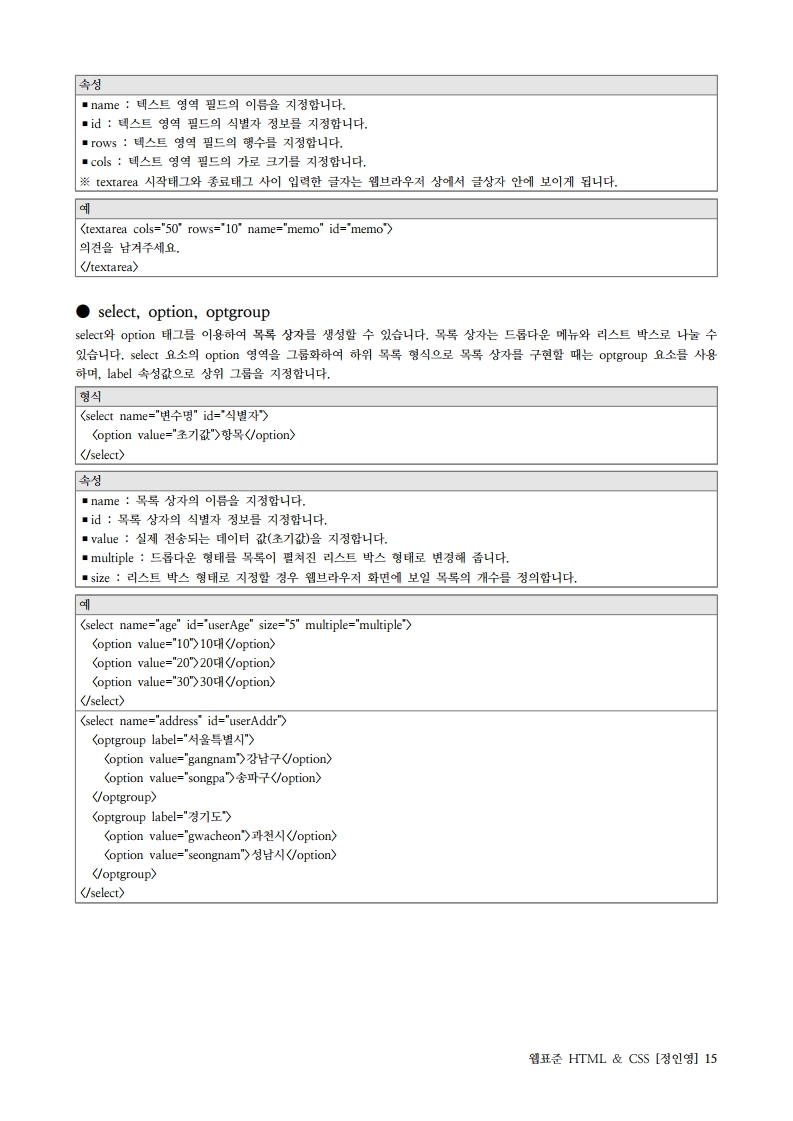 속성
■ name : 텍스트 영역 필드의 이름을 지정합니다.
■ id : 텍스트 영역 필드의 식별자 정보를 지정합니다.
■ rows : 텍스트 영역 필드의 행수를 지정합니다.
■ cols : 텍스트 영역 필드의 가로 크기를 지정합니다.
※ textarea 시작태그와 종료태그 사이 입력한 글자는 웹브라우저 상에서 글상자 안에 보이게 됩니다.
예
<textarea cols="50" rows="10" name="memo" id="memo">
의견을 남겨주세요.
</textarea>
● select, option, optgroup
select와 option 태그를 이용하여 목록 상자를 생성할 수 있습니다. 목록 상자는 드롭다운 메뉴와 리스트 박스로 나눌 수
있습니다. select 요소의 option 영역을 그룹화하여 하위 목록 형식으로 목록 상자를 구현할 때는 optgroup 요소를 사용
하며, label 속성값으로 상위 그룹을 지정합니다.
형식
<select name="변수명" id="식별자">
<option value="초기값">항목</option>
</select>
속성
■ name : 목록 상자의 이름을 지정합니다.
■ id : 목록 상자의 식별자 정보를 지정합니다.
■ value : 실제 전송되는 데이터 값(초기값)을 지정합니다.
■ multiple : 드롭다운 형태를 목록이 펼쳐진 리스트 박스 형태로 변경해 줍니다.
■ size : 리스트 박스 형태로 지정할 경우 웹브라우저 화면에 보일 목록의 개수를 정의합니다.
예
<select name="age" id="userAge" size="5" multiple="multiple">
<option value="10">10대</option>
<option value="20">20대</option>
<option value="30">30대</option>
</select>
<select name="address" id="userAddr">
<optgroup label="서울특별시">
<option value="gangnam">강남구</option>
<option value="songpa">송파구</option>
</optgroup>
<optgroup label="경기도">
<option value="gwacheon">과천시</option>
<option value="seongnam">성남시</option>
</optgroup>
</select>
웹표준 HTML & CSS [정인영] 15